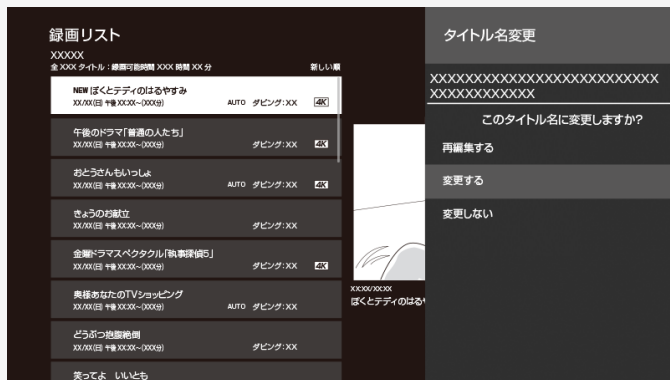 録画リスト
XXXXX
全 XXX タイトル：録画可能時間 XXX 時間 XX 分 新しい順
NEW ぼくとテディのはるやすみ
XX/XX(日) 午後 XX:XX～(XXX分) AUTO ダビング：XX 4K
午後のドラマ「普通の人たち」
XX/XX(日) 午後 XX:XX～(XXX分) ダビング：XX 4K
おとうさんもいっしょ
XX/XX(日) 午後 XX:XX～(XXX分) AUTO ダビング：XX 4K
きょうのお献立
XX/XX(日) 午後 XX:XX～(XXX分) ダビング：XX
金曜ドラマスペクタクル「執事探偵5」
XX/XX(日) 午後 XX:XX～(XXX分) ダビング：XX 4K
奥様あなたのTVショッピング
XX/XX(日) 午後 XX:XX～(XXX分) AUTO ダビング：XX
どうぶつ抱腹絶倒
XX/XX(日) 午後 XX:XX～(XXX分) ダビング：XX
笑ってよ いいとも
XX:XX/XX:XX
ぼくとテディのはるや
タイトル名変更
XXXXXXXXXXXXXXXXXXXXXXXXXX
XXXXXXXXXXXX
このタイトル名に変更しますか?
再編集する
変更する
変更しない